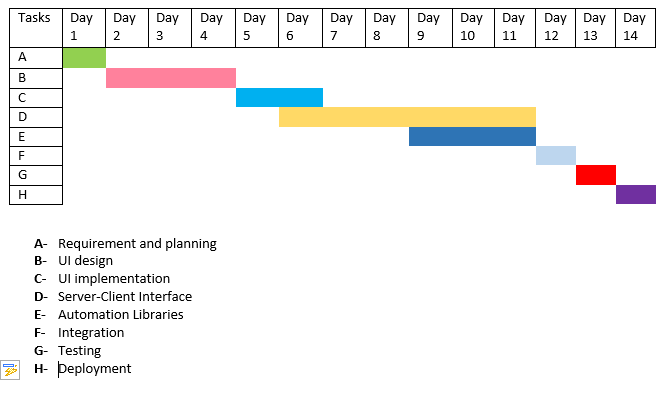 Tasks Day 1 Day 2 Day 3 Day 4 Day 5 Day 6 Day 7 Day 8 Day 9 Day 10 Day 11 Day 12 Day 13 Day 14
A
B
C
D
E
F
G
H
A- Requirement and planning
B- UI design
C- UI implementation
D- Server-Client Interface
E- Automation Libraries
F- Integration
G- Testing
H- Deployment